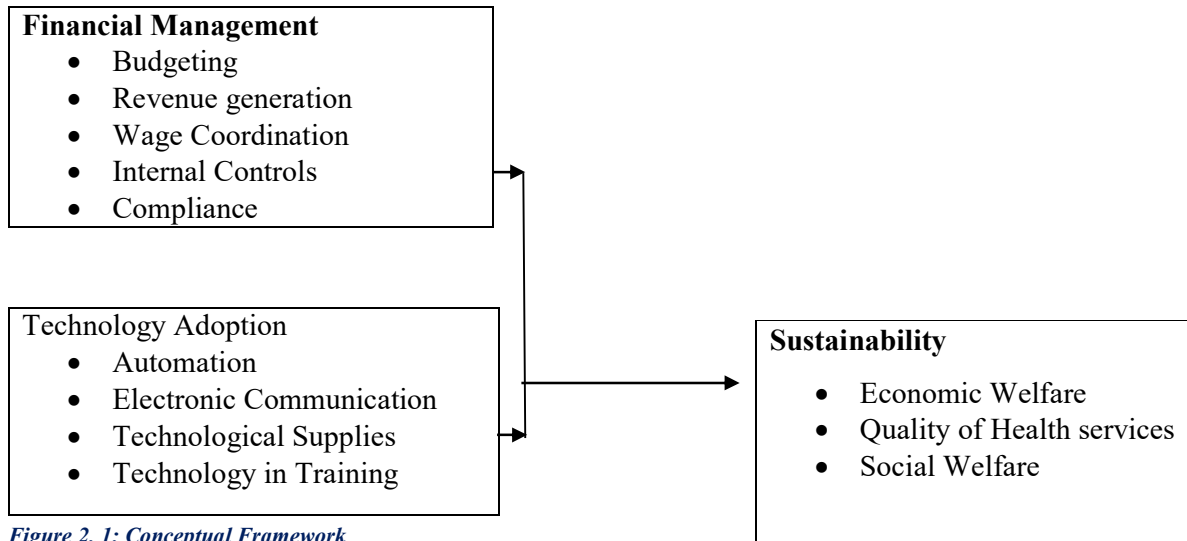 Financial Management
• Budgeting
• Revenue generation
• Wage Coordination
• Internal Controls
• Compliance
Technology Adoption
• Automation
• Electronic Communication
• Technological Supplies
• Technology in Training
Sustainability
• Economic Welfare
• Quality of Health services
• Social Welfare
Figure 2. 1: Conceptual Framework